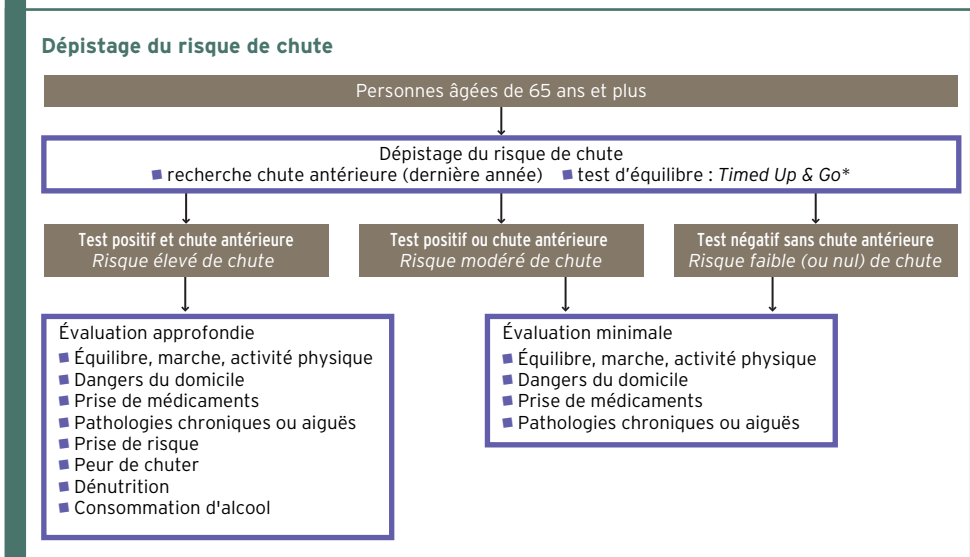 Dépistage du risque de chute
Personnes âgées de 65 ans et plus
Dépistage du risque de chute
■ recherche chute antérieure (dernière année) ■ test d'équilibre : Timed Up & Go*
Test positif et chute antérieure
Risque élevé de chute
Test positif ou chute antérieure
Risque modéré de chute
Test négatif sans chute antérieure
Risque faible (ou nul) de chute
Évaluation approfondie
■ Équilibre, marche, activité physique
■ Dangers du domicile
■ Prise de médicaments
■ Pathologies chroniques ou aiguës
■ Prise de risque
■ Peur de chuter
■ Dénutrition
■ Consommation d'alcool
Évaluation minimale
■ Équilibre, marche, activité physique
■ Dangers du domicile
■ Prise de médicaments
■ Pathologies chroniques ou aiguës